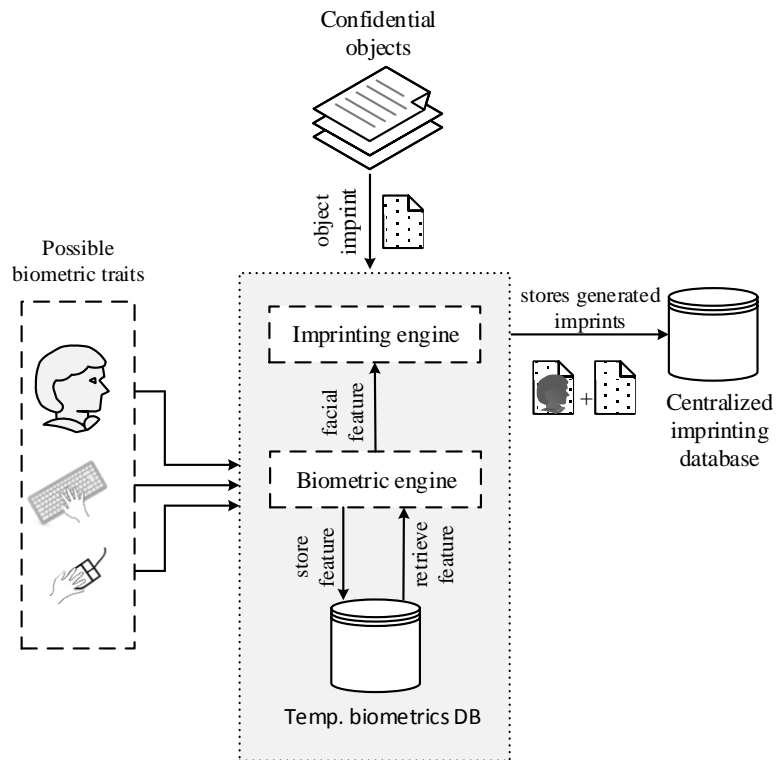 Confidential
objects
object
imprint
Possible
biometric traits
stores generated
imprints
Imprinting engine
+
Centralized
imprinting
database
facial
feature
Biometric engine
store
feature
retrieve
feature
Temp. biometrics DB